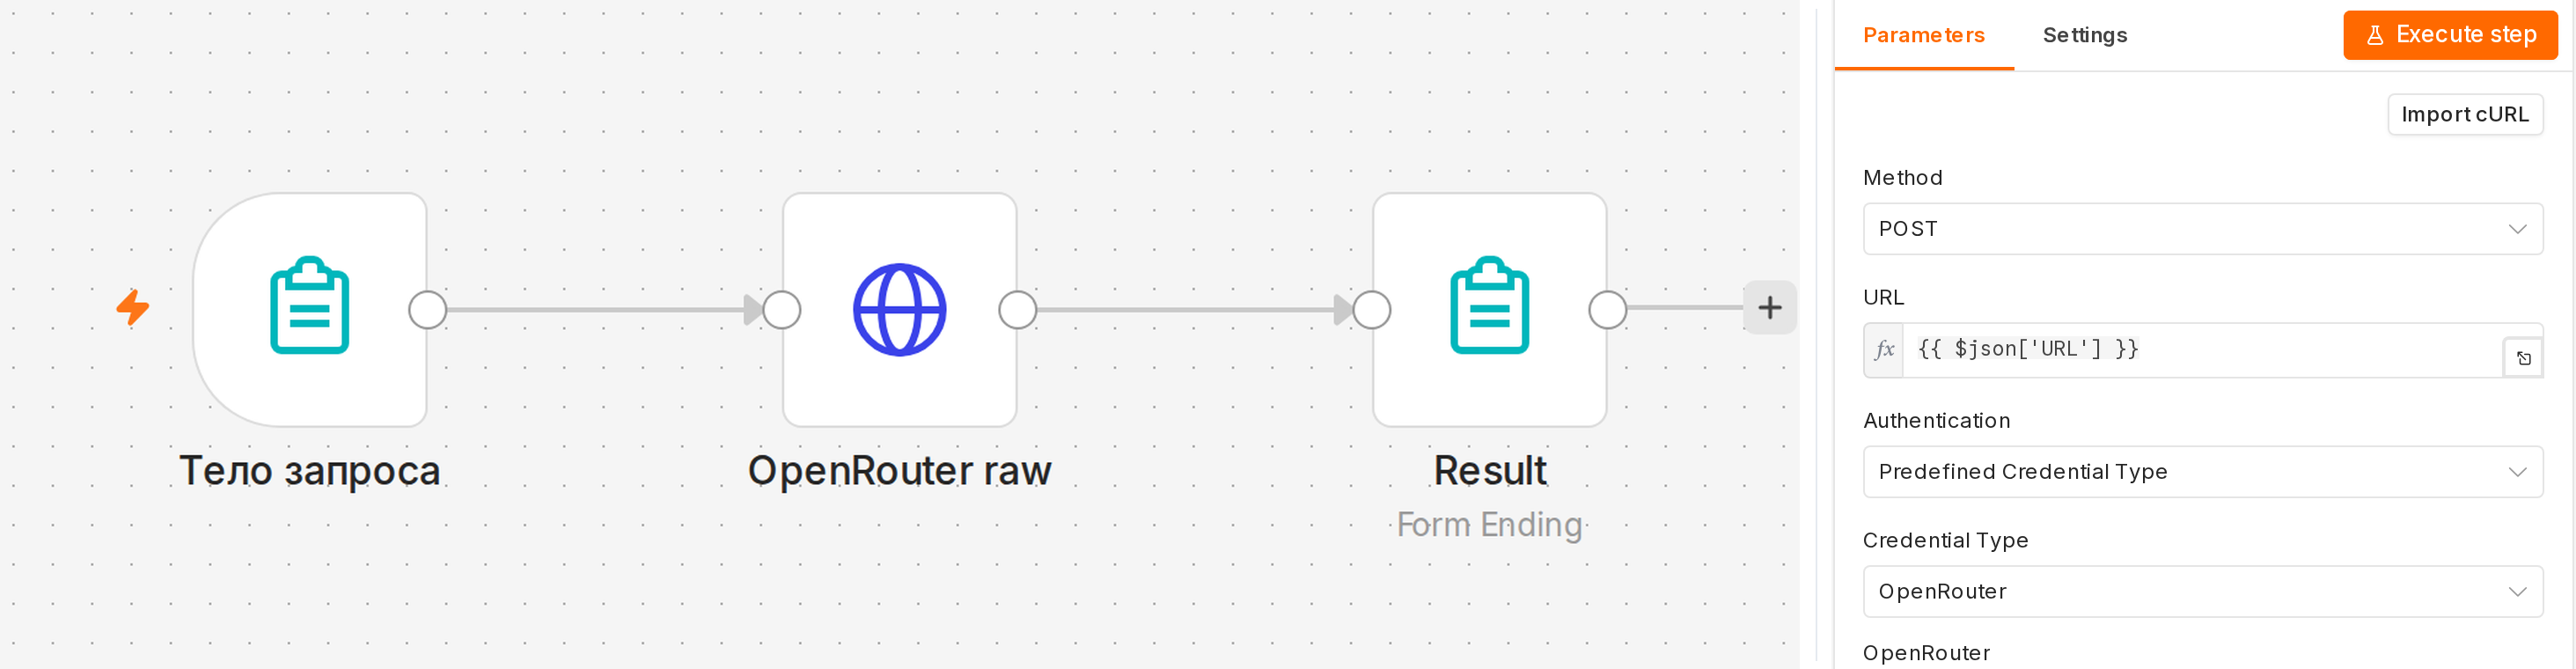 Тело запроса
OpenRouter raw
Result
Form Ending
Parameters
Settings
Execute step
Import cURL
Method
POST
URL
fx
{{ $json['URL'] }}
Authentication
Predefined Credential Type
Credential Type
OpenRouter
OpenRouter